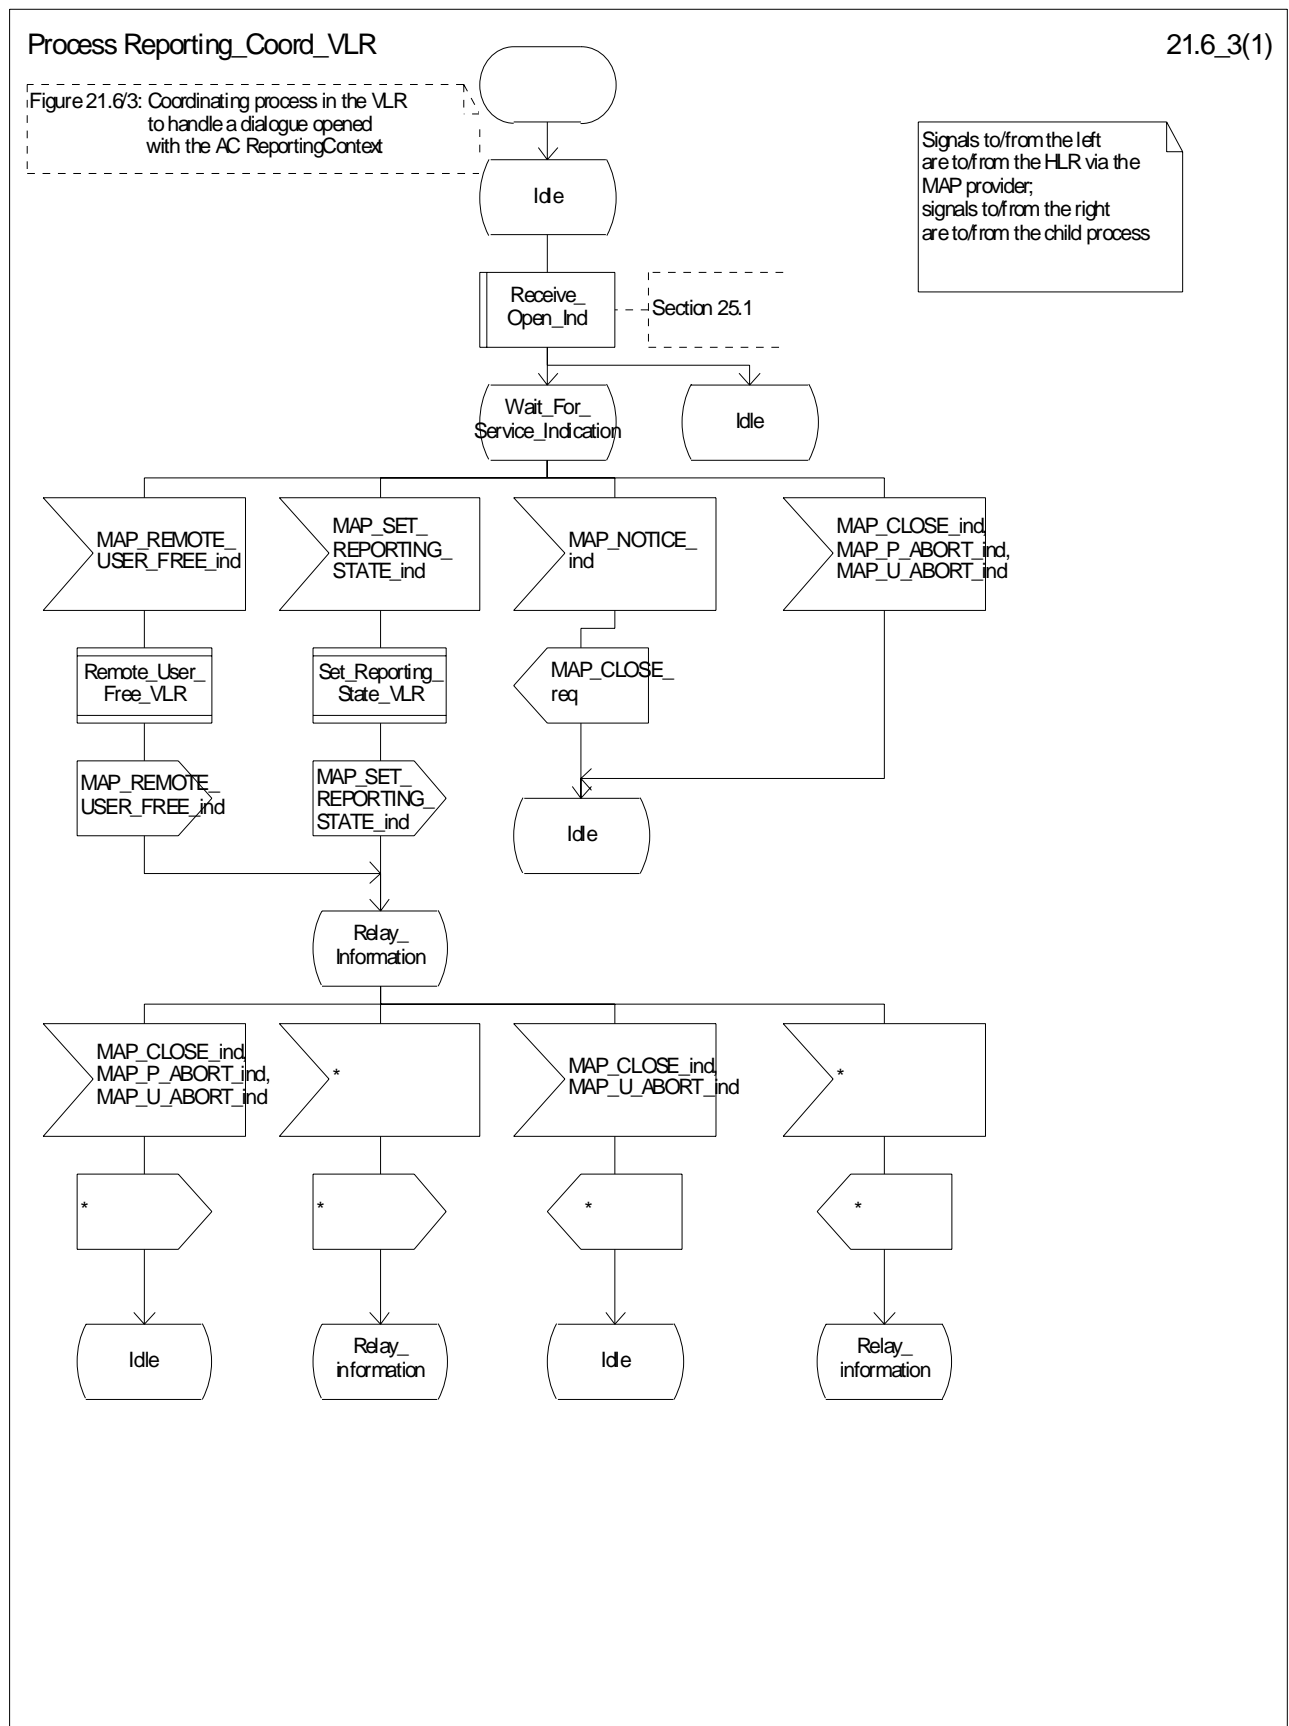 Process Reporting_Coord_VLR
21.6_3(1)
Figure 21.6/3: Coordinating process in the VLR
to handle a dialogue opened
with the AC ReportingContext
Signals to/from the left
are to/from the HLR via the
MAP provider;
signals to/from the right
are to/from the child process
Idle
Receive_
Open_Ind
Section 25.1
Wait_For_
Service_Indication
Idle
MAP_REMOTE_
USER_FREE_ind
MAP_SET_
REPORTING_
STATE_ind
MAP_NOTICE_
ind
MAP_CLOSE_ind,
MAP_P_ABORT_ind,
MAP_U_ABORT_ind
Remote_User_
Free_VLR
Set_Reporting_
State_VLR
MAP_CLOSE_
req
MAP_REMOTE_
USER_FREE_ind
MAP_SET_
REPORTING_
STATE_ind
Idle
Relay_
Information
MAP_CLOSE_ind,
MAP_P_ABORT_ind,
MAP_U_ABORT_ind
*
MAP_CLOSE_ind,
MAP_U_ABORT_ind
*
*
*
*
*
Idle
Relay_
information
Idle
Relay_
information